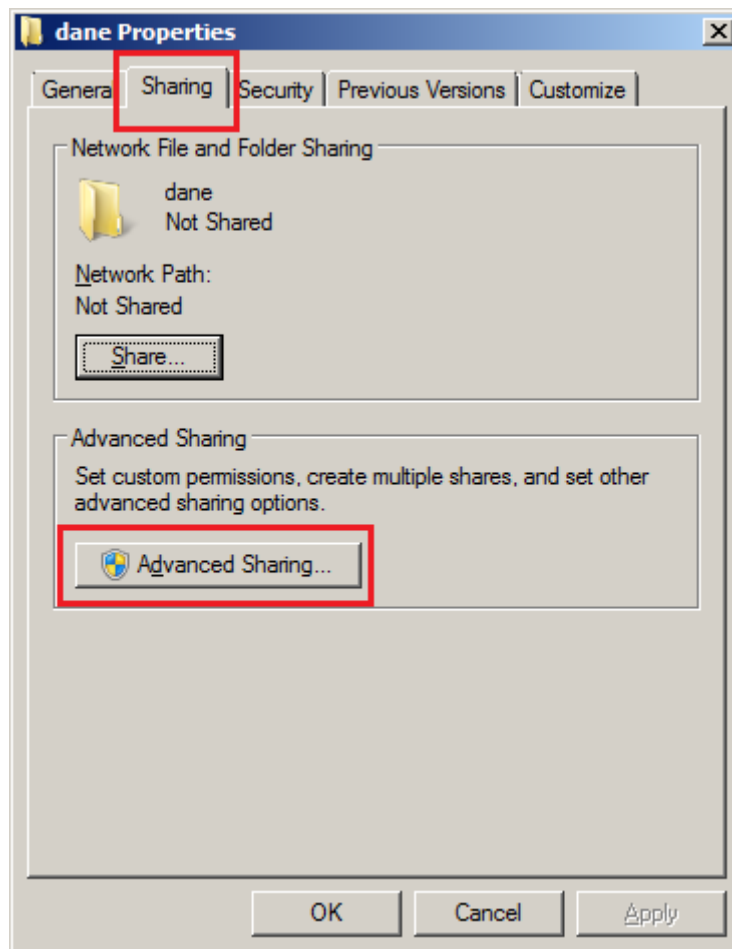 dane Properties
General Sharing Security Previous Versions Customize
Network File and Folder Sharing
dane
Not Shared
Network Path:
Not Shared
Share...
Advanced Sharing
Set custom permissions, create multiple shares, and set other
advanced sharing options.
Advanced Sharing...
OK Cancel Apply